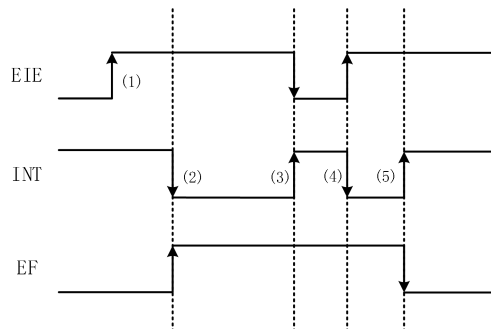 EIE
(1)
INT
(2)
(3)
(4)
(5)
EF